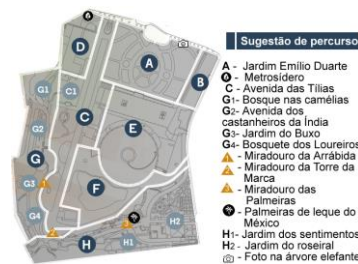 Sugestão de percurso
A - Jardim Emílio Duarte
- Metrosídero
C - Avenida das Tílias
G1- Bosque nas camélias
G2- Avenida dos
castanheiros da Índia
G3- Jardim do Buxo
G4- Bosquete dos Loureiros
1 - Miradouro da Arrábida
2 - Miradouro da Torre da
Marca
3 - Miradouro das
Palmeiras
- Palmeiras de leque do
México
H1- Jardim dos sentimentos
H2 - Jardim do roseiral
- Foto na árvore elefante
D
A
B
G1
C1
C
G2
E
G
G3
F
G4
H
H1
H2